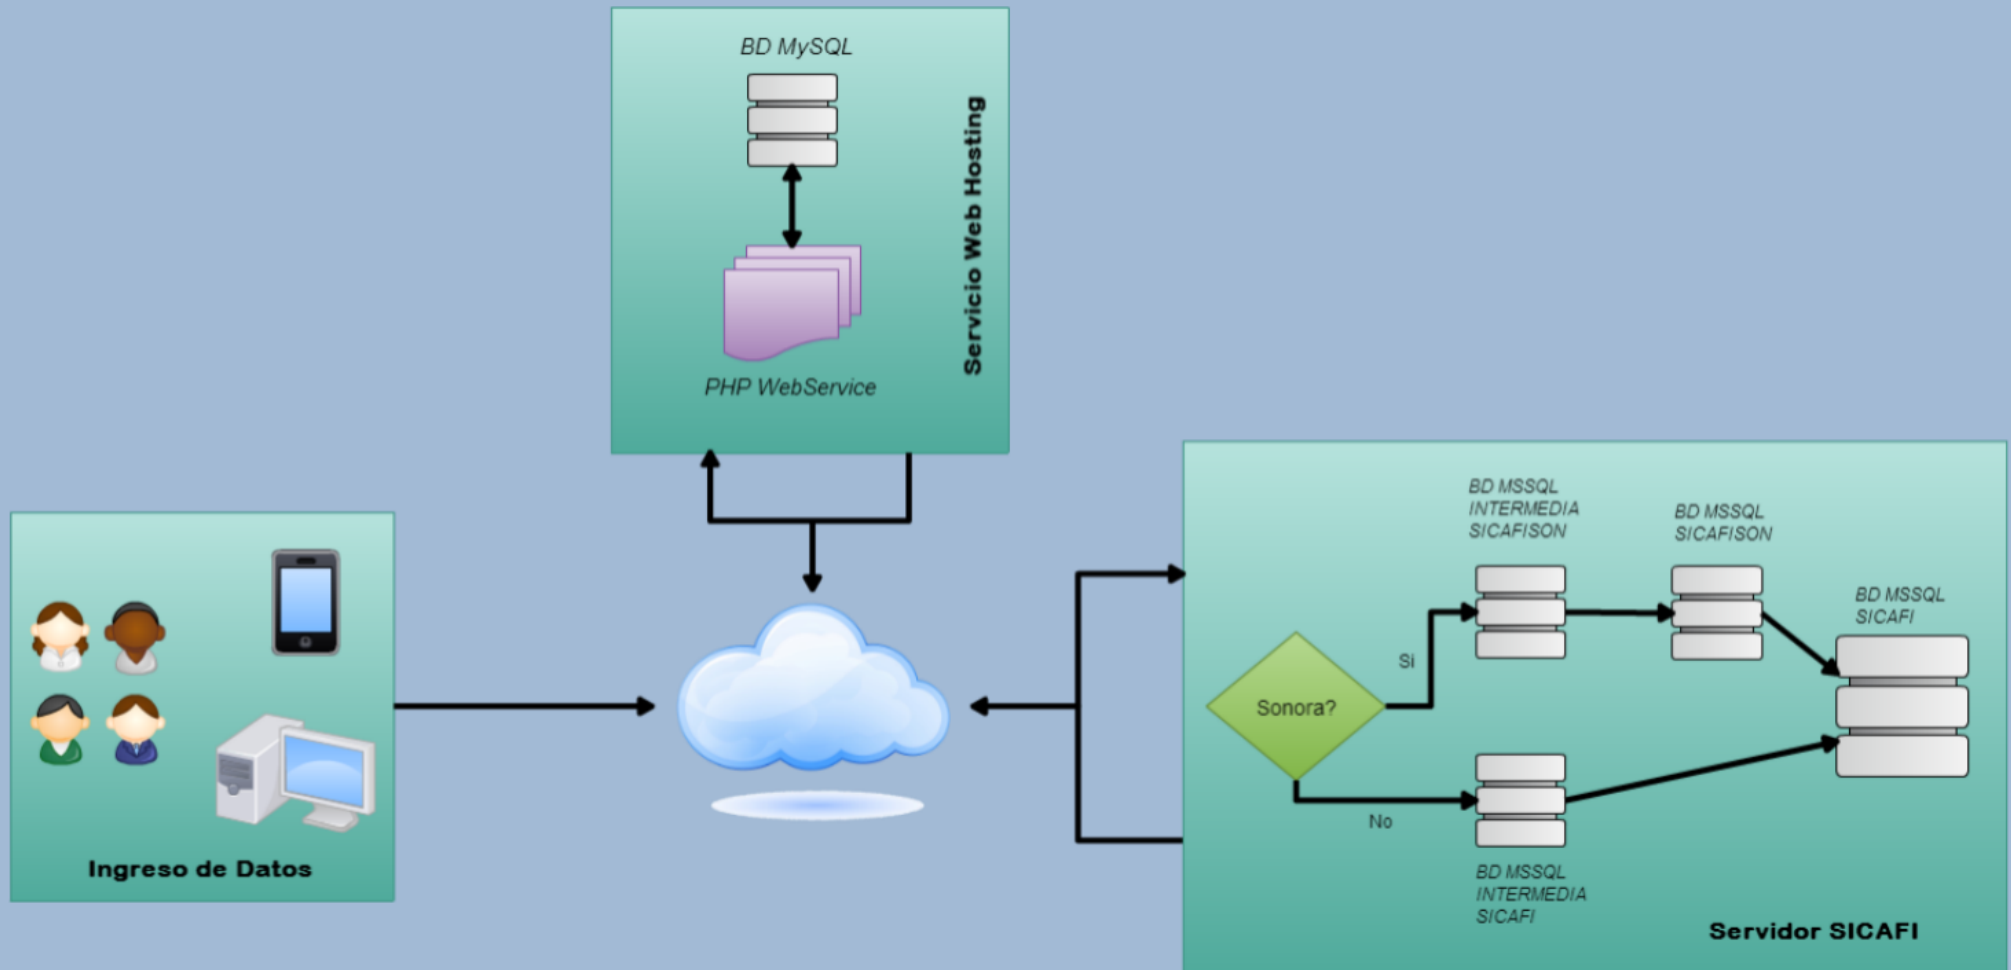 BD MySQL
Servicio Web Hosting
PHP WebService
Ingreso de Datos
BD MSSQL
INTERMEDIA
SICAFISON
BD MSSQL
SICAFISON
BD MSSQL
SICAFI
Si
Sonora?
No
BD MSSQL
INTERMEDIA
SICAFI
Servidor SICAFI